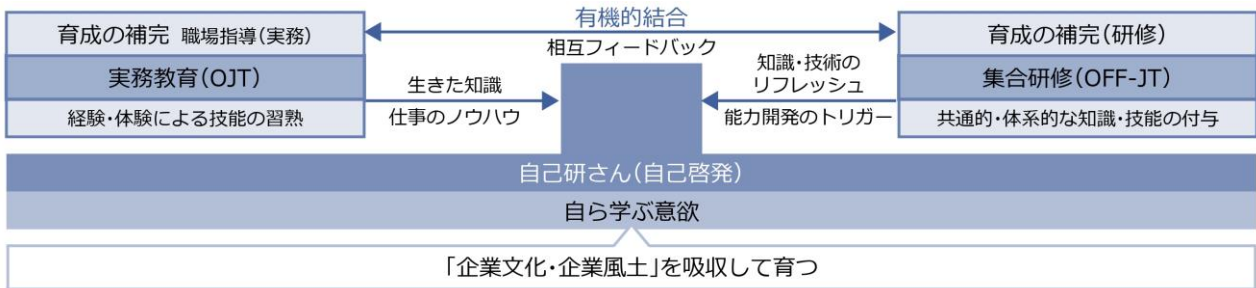 有機的結合
相互フィードバック
育成の補完 職場指導(実務)
実務教育(OJT)
経験・体験による技能の習熟
生きた知識
仕事のノウハウ
知識・技術の
リフレッシュ
能力開発のトリガー
育成の補完(研修)
集合研修(OFF-JT)
共通的・体系的な知識・技能の付与
自己研さん(自己啓発)
自ら学ぶ意欲
「企業文化・企業風土」を吸収して育つ